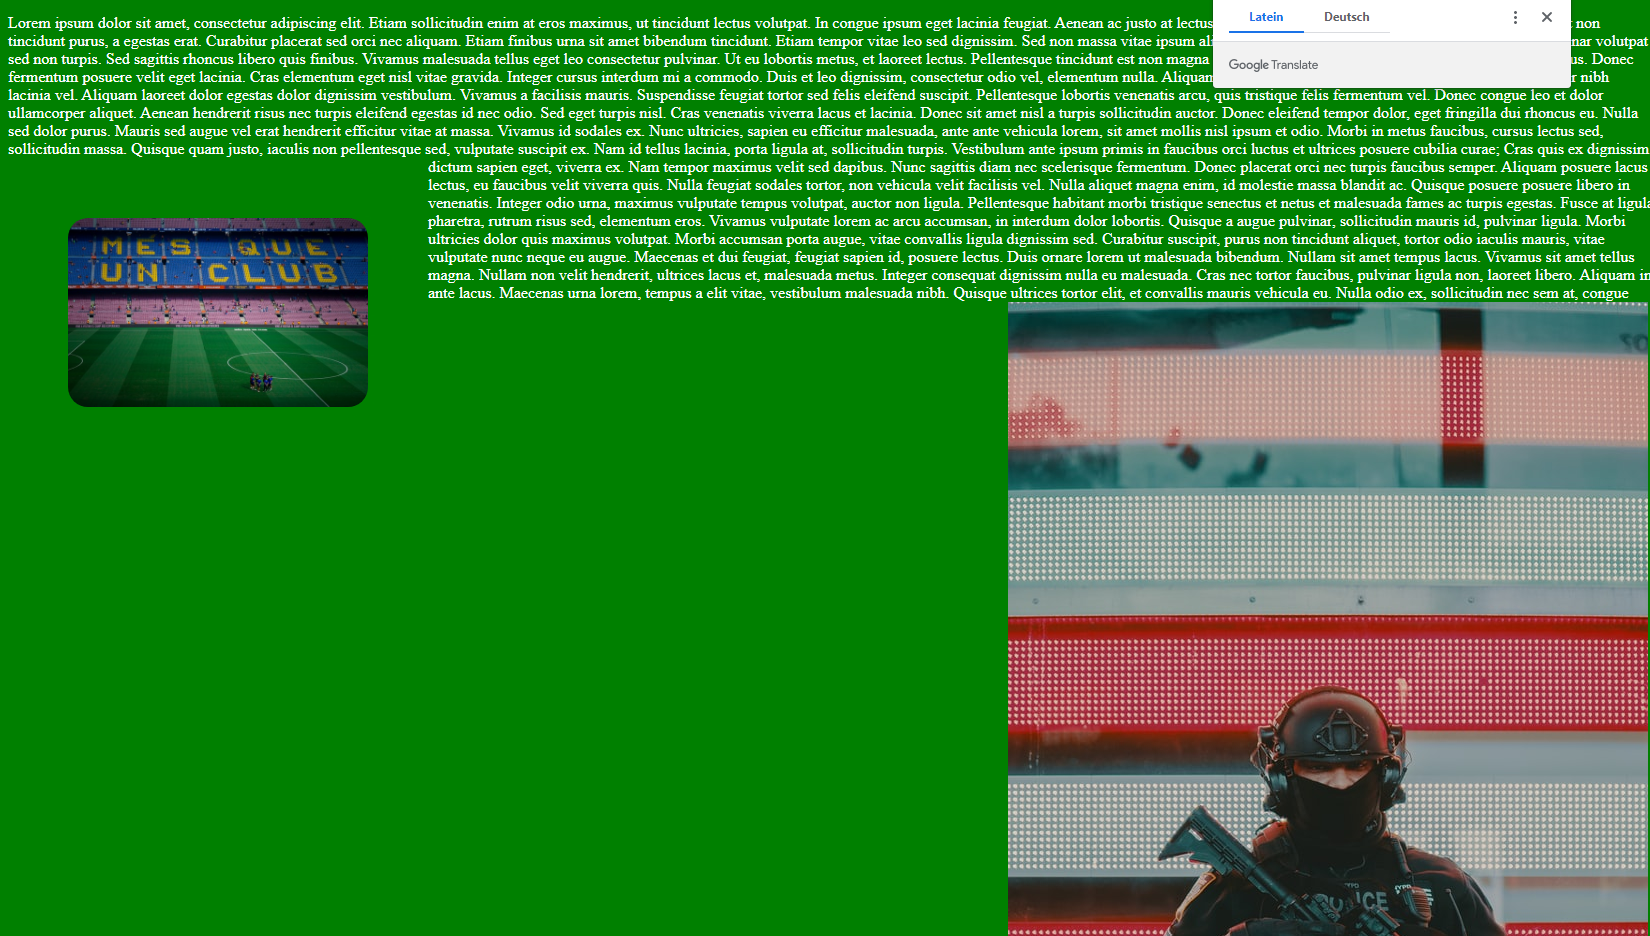 Lorem ipsum dolor sit amet, consectetur adipiscing elit. Etiam sollicitudin enim at eros maximus, ut tincidunt lectus volutpat. In congue ipsum eget lacinia feugiat. Aenean ac justo at lectus non
tincidunt purus, a egestas erat. Curabitur placerat sed orci nec aliquam. Etiam finibus urna sit amet bibendum tincidunt. Etiam tempor vitae leo sed dignissim. Sed non massa vitae ipsum volutpat
sed non turpis. Sed sagittis rhoncus libero quis finibus. Vivamus malesuada tellus eget leo consectetur pulvinar. Ut eu lobortis metus, et laoreet lectus. Pellentesque tincidunt est non magna Donec
fermentum posuere velit eget lacinia. Cras elementum eget nisl vitae gravida. Integer cursus interdum mi a commodo. Duis et leo dignissim, consectetur odio vel, elementum nulla. Aliquam nibh
lacinia vel. Aliquam laoreet dolor egestas dolor dignissim vestibulum. Vivamus a facilisis mauris. Suspendisse feugiat tortor sed felis eleifend suscipit. Pellentesque lobortis venenatis arcu, quis tristique felis fermentum vel. Donec congue leo et dolor
ullamcorper aliquet. Aenean hendrerit risus nec turpis eleifend egestas id nec odio. Sed eget turpis nisl. Cras venenatis viverra lacus et lacinia. Donec sit amet nisl a turpis sollicitudin auctor. Donec eleifend tempor dolor, eget fringilla dui rhoncus eu. Nulla
sed dolor purus. Mauris sed augue vel erat hendrerit efficitur vitae at massa. Vivamus id sodales ex. Nunc ultricies, sapien eu efficitur malesuada, ante ante vehicula lorem, sit amet mollis nisl ipsum et odio. Morbi in metus faucibus, cursus lectus sed,
sollicitudin massa. Quisque quam justo, iaculis non pellentesque sed, vulputate suscipit ex. Nam id tellus lacinia, porta ligula at, sollicitudin turpis. Vestibulum ante ipsum primis in faucibus orci luctus et ultrices posuere cubilia curae; Cras quis ex dignissim
dictum sapien eget, viverra ex. Nam tempor maximus velit sed dapibus. Nunc sagittis diam nec scelerisque fermentum. Donec placerat orci nec turpis faucibus semper. Aliquam posuere lacus
lectus, eu faucibus velit viverra quis. Nulla feugiat sodales tortor, non vehicula velit facilisis vel. Nulla aliquet magna enim, id molestie massa blandit ac. Quisque posuere posuere libero in
venenatis. Integer odio urna, maximus vulputate tempus volutpat, auctor non ligula. Pellentesque habitant morbi tristique senectus et netus et malesuada fames ac turpis egestas. Fusce at ligula
pharetra, rutrum risus sed, elementum eros. Vivamus vulputate lorem ac arcu accumsan, in interdum dolor lobortis. Quisque a augue pulvinar, sollicitudin mauris id, pulvinar ligula. Morbi
ultricies dolor quis maximus volutpat. Morbi accumsan porta augue, vitae convallis ligula dignissim sed. Curabitur suscipit, purus non tincidunt aliquet, tortor odio iaculis mauris, vitae
vulputate nunc neque eu augue. Maecenas et dui feugiat, feugiat sapien id, posuere lectus. Duis ornare lorem ut malesuada bibendum. Nullam sit amet tempus lacus. Vivamus sit amet tellus
magna. Nullam non velit hendrerit, ultrices lacus et, malesuada metus. Integer consequat dignissim nulla eu malesuada. Cras nec tortor faucibus, pulvinar ligula non, laoreet libero. Aliquam in
ante lacus. Maecenas urna lorem, tempus a elit vitae, vestibulum malesuada nibh. Quisque ultrices tortor elit, et convallis mauris vehicula eu. Nulla odio ex, sollicitudin nec sem at, congue
Latein Deutsch
Google Translate
MES QUE
UN CLUB